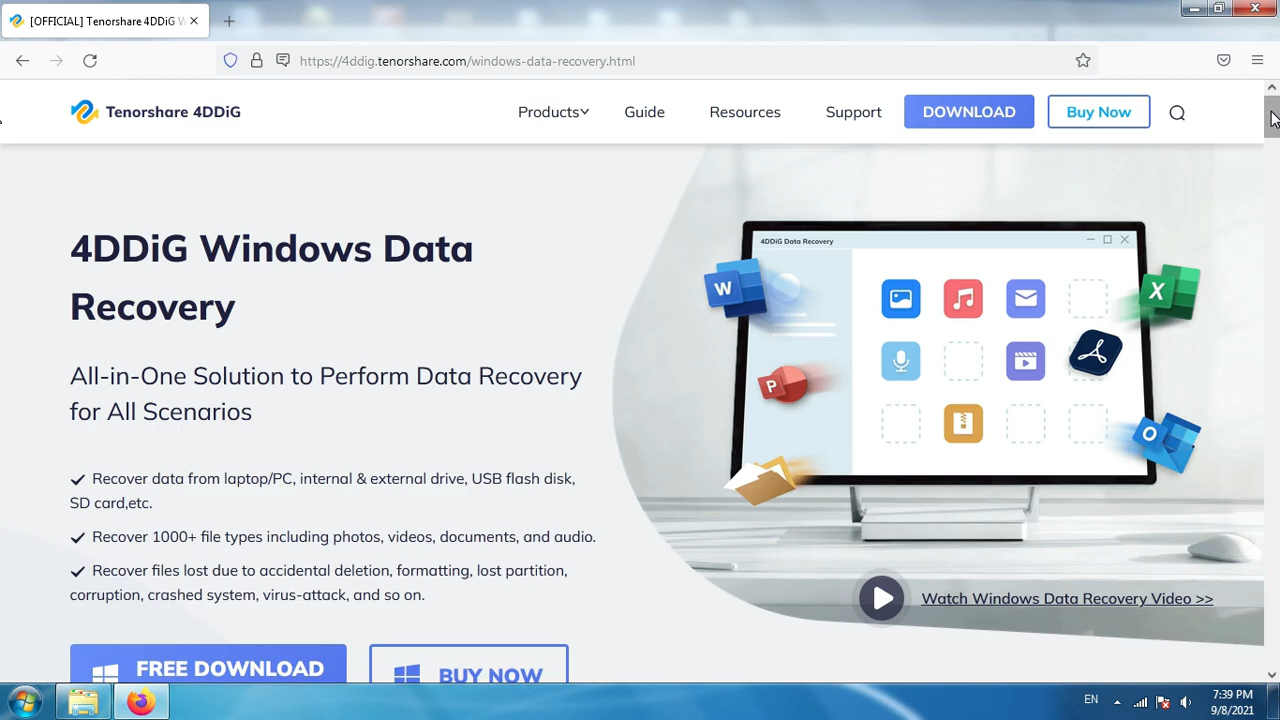 [OFFICIAL] Tenorshare 4DDiG W
https://4ddig.tenorshare.com/windows-data-recovery.html
Tenorshare 4DDiG
Products
Guide
Resources
Support
DOWNLOAD
Buy Now
4DDiG Windows Data
Recovery
All-in-One Solution to Perform Data Recovery
for All Scenarios
Recover data from laptop/PC, internal & external drive, USB flash disk,
SD card,etc.
Recover 1000+ file types including photos, videos, documents, and audio.
Recover files lost due to accidental deletion, formatting, lost partition,
corruption, crashed system, virus-attack, and so on.
FREE DOWNLOAD
BUY NOW
4DDiG Data Recovery
W
X
P
O
Watch Windows Data Recovery Video >>
EN
7:39 PM
9/8/2021